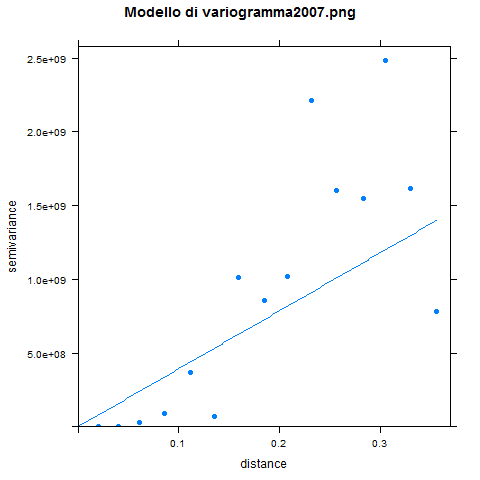 Modello di variogramma2007.png
2.5e+09
2.0e+09
1.5e+09
1.0e+09
5.0e+08
semivariance
0.1 0.2 0.3
distance